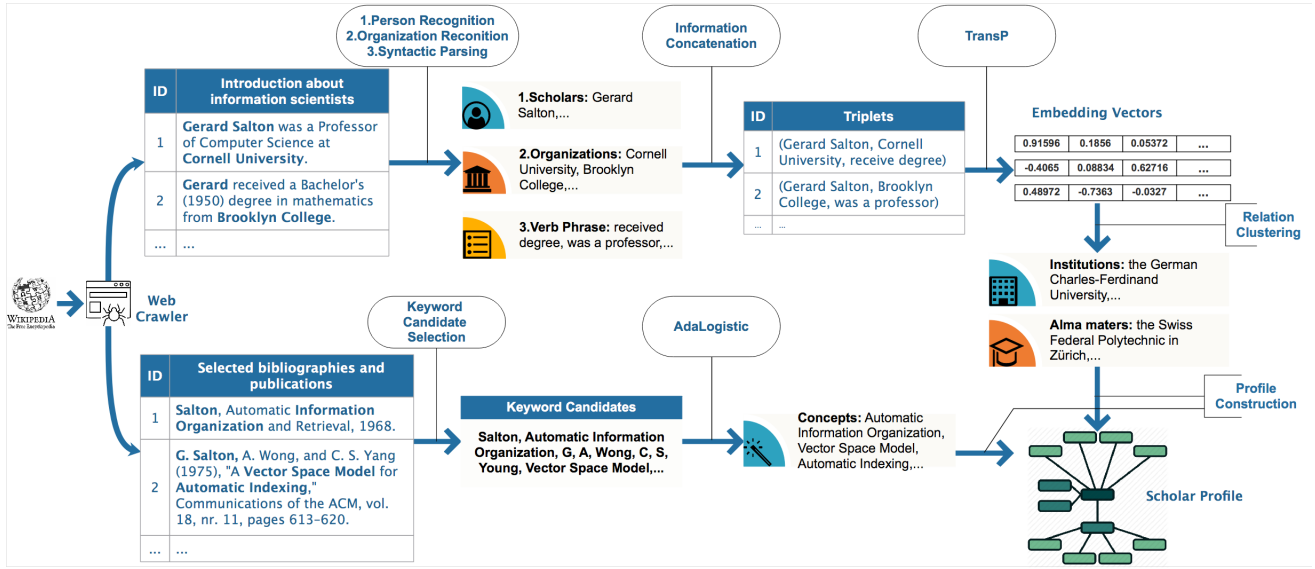 1.Person Recognition
2.Organization Reconition
3.Syntactic Parsing
Information
Concatenation
TransP
ID
Introduction about
information scientists
1
Gerard Salton was a Professor
of Computer Science at
Cornell University.
2
Gerard received a Bachelor's
(1950) degree in mathematics
from Brooklyn College.
...
...
1.Scholars: Gerard
Salton,...
2.Organizations: Cornell
University, Brooklyn
College,...
3.Verb Phrase: received
degree, was a professor,...
ID
Triplets
1
(Gerard Salton, Cornell
University, receive degree)
2
(Gerard Salton, Brooklyn
College, was a professor)
...
...
Embedding Vectors
0.91596 0.1856 0.05372 ...
-0.4065 0.08834 0.62716 ...
0.48972 -0.7363 -0.0327 ...
Relation
Clustering
Institutions: the German
Charles-Ferdinand
University,...
Alma maters: the Swiss
Federal Polytechnic in
Zürich,...
WIKIPEDIA
The Free Encyclopedia
Web
Crawler
Keyword
Candidate
Selection
AdaLogistic
Profile
Construction
ID
Selected bibliographies and
publications
1
Salton, Automatic Information
Organization and Retrieval, 1968.
2
G. Salton, A. Wong, and C. S. Yang
(1975), "A Vector Space Model for
Automatic Indexing,"
Communications of the ACM, vol.
18, nr. 11, pages 613–620.
...
...
Keyword Candidates
Salton, Automatic Information
Organization, G, A, Wong, C, S,
Young, Vector Space Model,...
Concepts: Automatic
Information Organization,
Vector Space Model,
Automatic Indexing,...
Scholar Profile